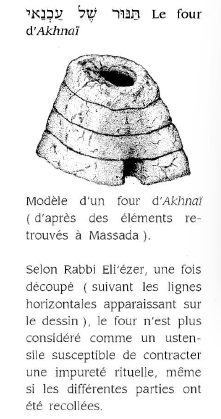 תַּנּוּר שֶׁל עַכְנַאי Le four
d'Akhnaï
Modèle d'un four d'Akhnaï
( d'après des éléments re-
trouvés à Massada ).
Selon Rabbi Eli'ézer, une fois
découpé ( suivant les lignes
horizontales apparaissant sur
le dessin ), le four n'est plus
considéré comme un usten-
sile susceptible de contracter
une impureté rituelle, même
si les différentes parties ont
été recollées.